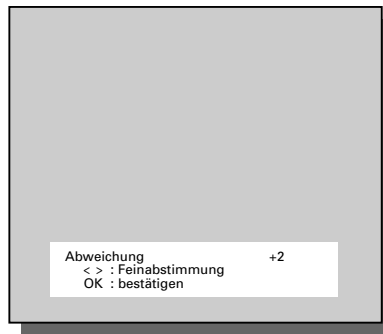 Abweichung +2
< > : Feinabstimmung
OK : bestätigen